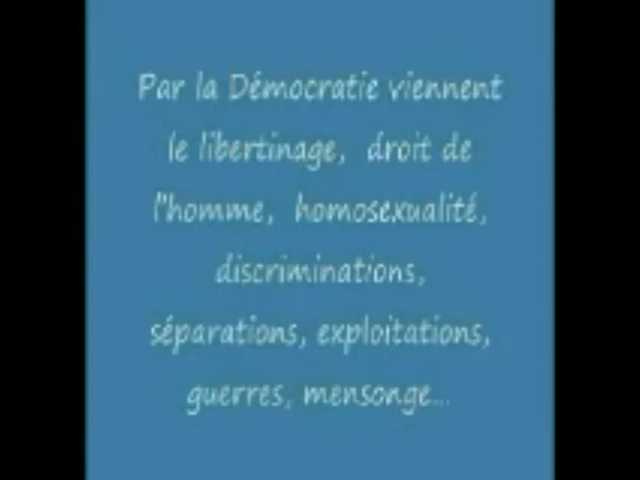 Par la Démocratie viennent
le libertinage, droit de
l'homme, homosexualité,
discriminations,
séparations, exploitations,
guerres, mensonge...